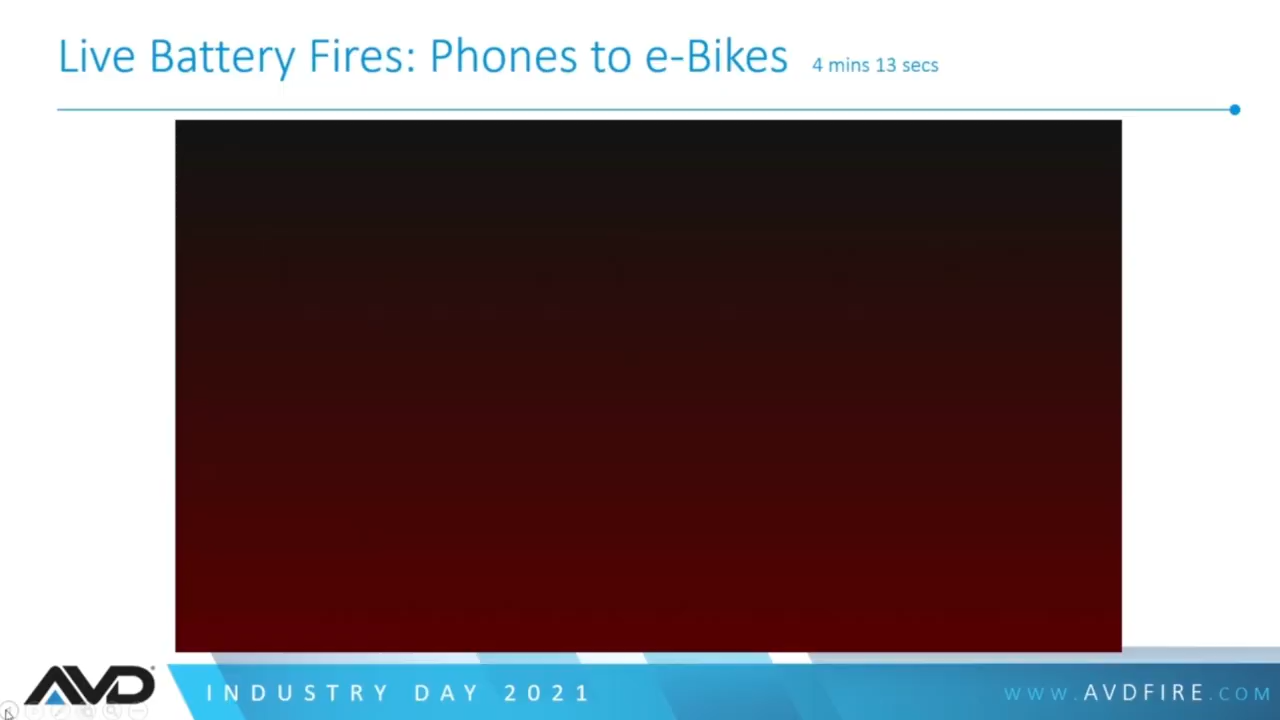 Live Battery Fires: Phones to e-Bikes 4 mins 13 secs
AVD
INDUSTRY DAY 2021
WWW.AVDFIRE.COM